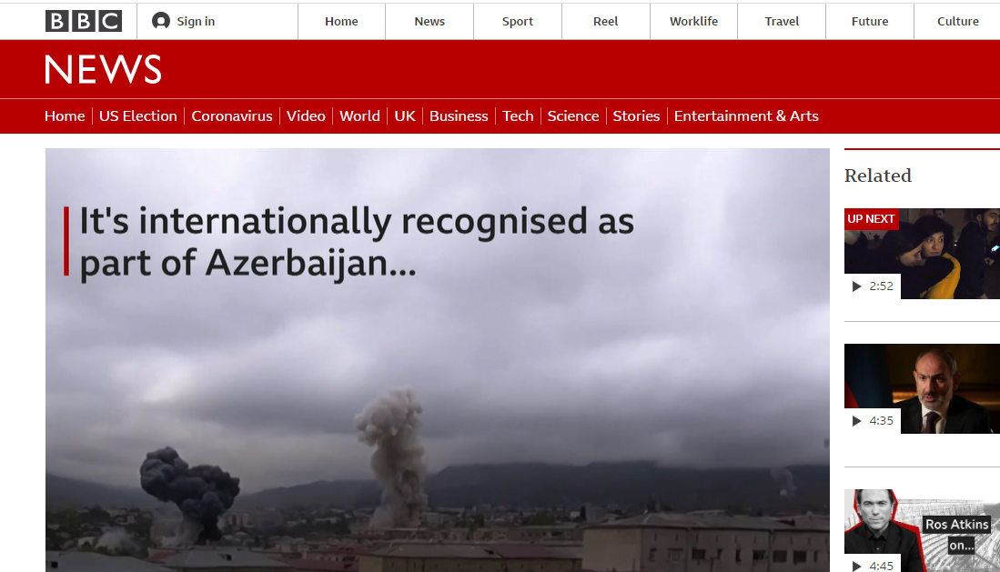 BBC Sign in Home News Sport Reel Worklife Travel Future Culture
NEWS
Home US Election Coronavirus Video World UK Business Tech Science Stories Entertainment & Arts
It's internationally recognised as
part of Azerbaijan...
Related
UP NEXT
2:52
4:35
Ros Atkins
on...
4:45